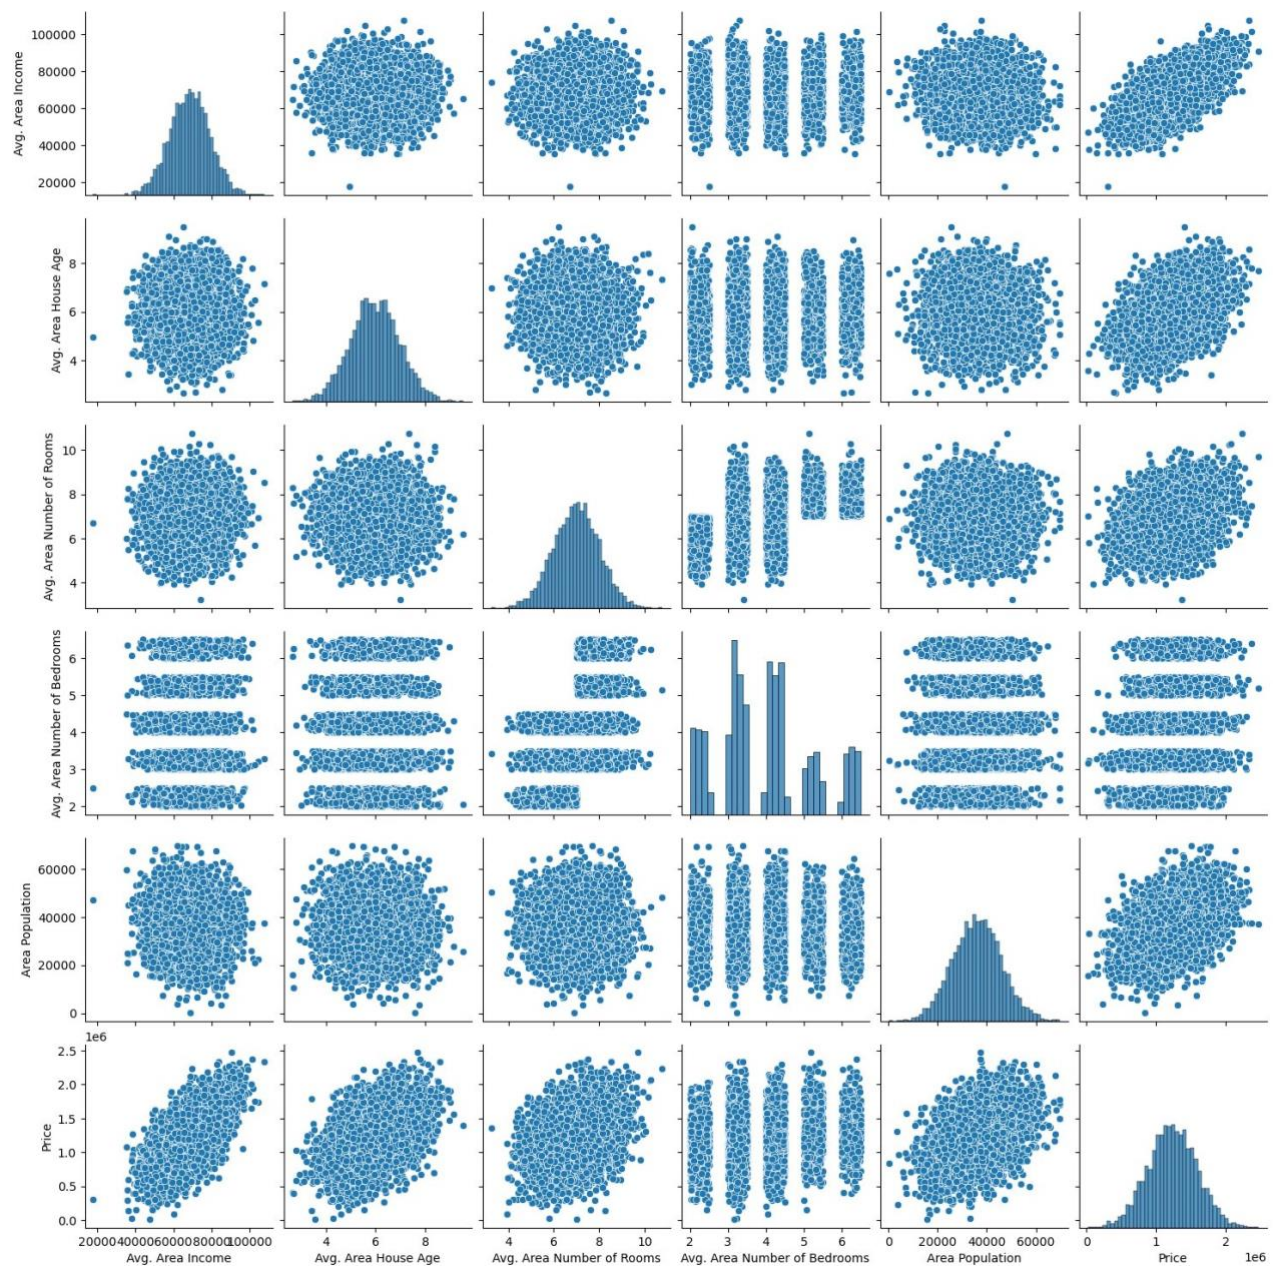 100000
80000
60000
40000
20000
Avg. Area Income
8
6
4
Avg. Area House Age
10
8
6
4
Avg. Area Number of Rooms
6
5
4
3
2
Avg. Area Number of Bedrooms
60000
40000
20000
0
Area Population
1e6
2.5
2.0
1.5
1.0
0.5
0.0
Price
20000 40000 60000 80000 100000
4 6 8
4 6 8 10
2 3 4 5 6
0 20000 40000 60000
0 1 2
1e6
Avg. Area Income
Avg. Area House Age
Avg. Area Number of Rooms
Avg. Area Number of Bedrooms
Area Population
Price